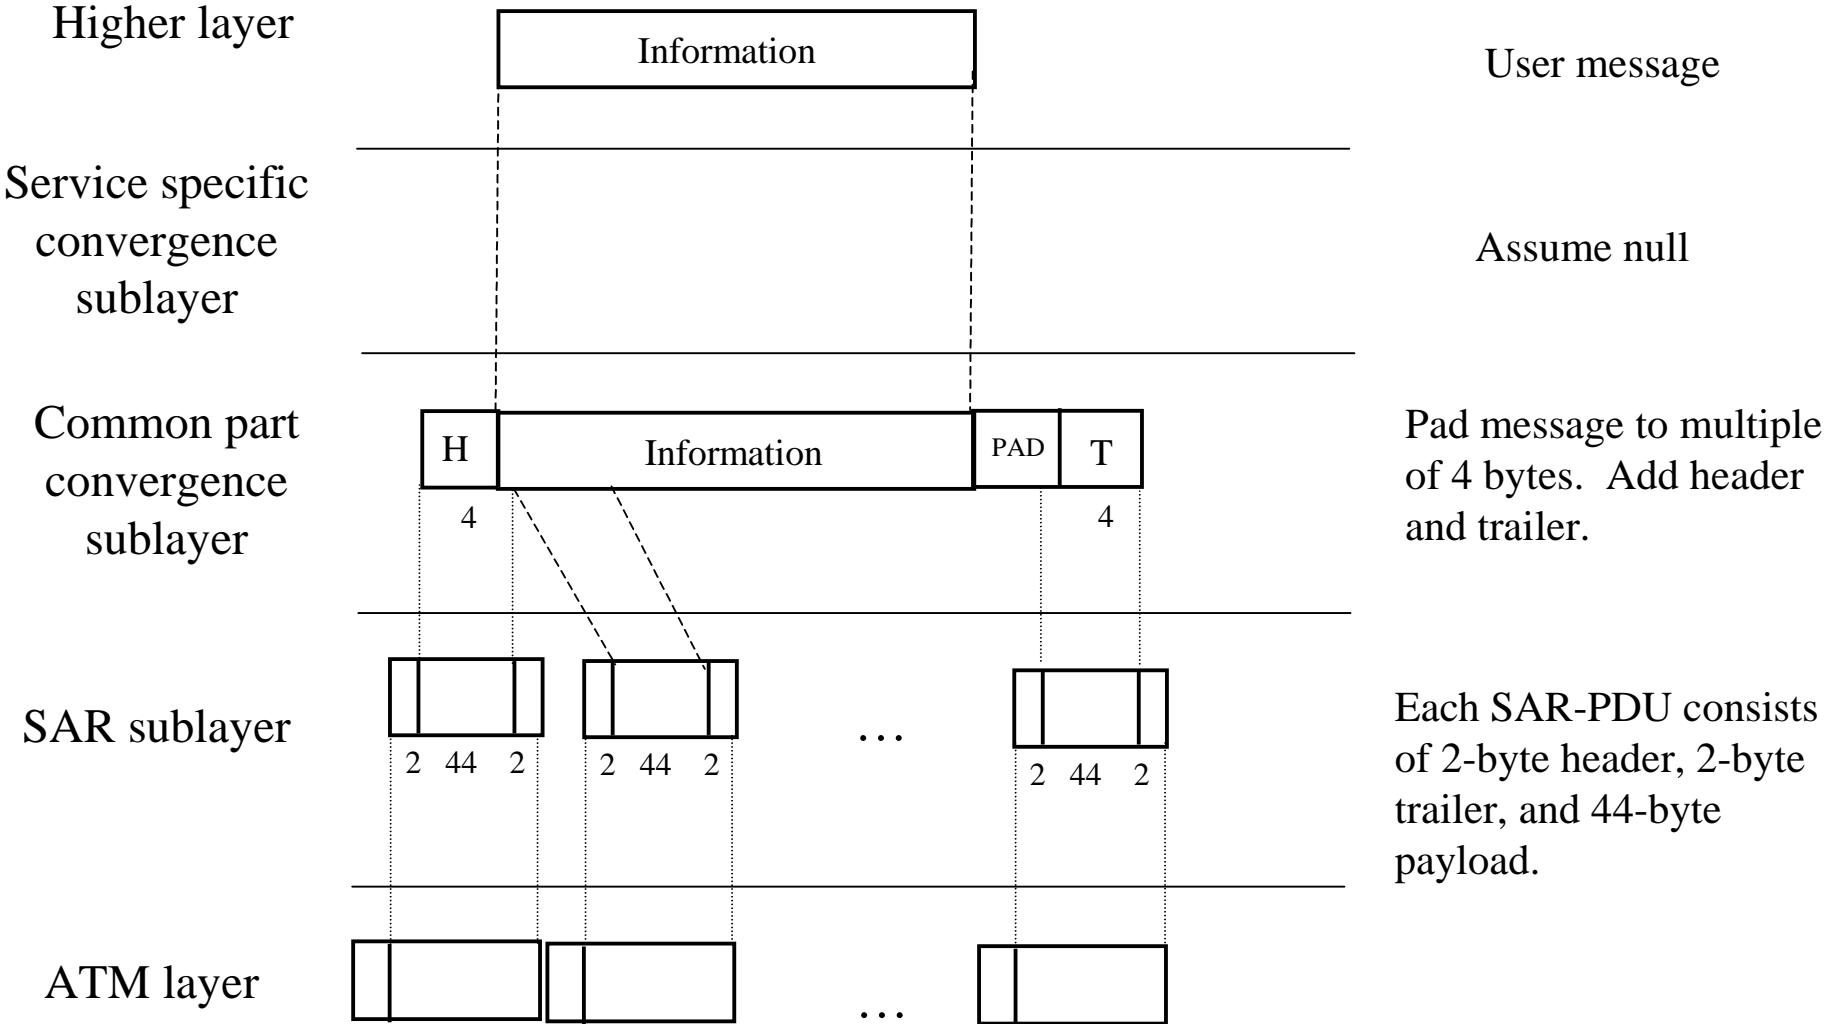 Higher layer
Information
User message
Service specific
convergence
sublayer
Assume null
Common part
convergence
sublayer
H
Information
PAD
T
4
4
Pad message to multiple
of 4 bytes. Add header
and trailer.
SAR sublayer
2 44 2
2 44 2
…
2 44 2
Each SAR-PDU consists
of 2-byte header, 2-byte
trailer, and 44-byte
payload.
ATM layer
…